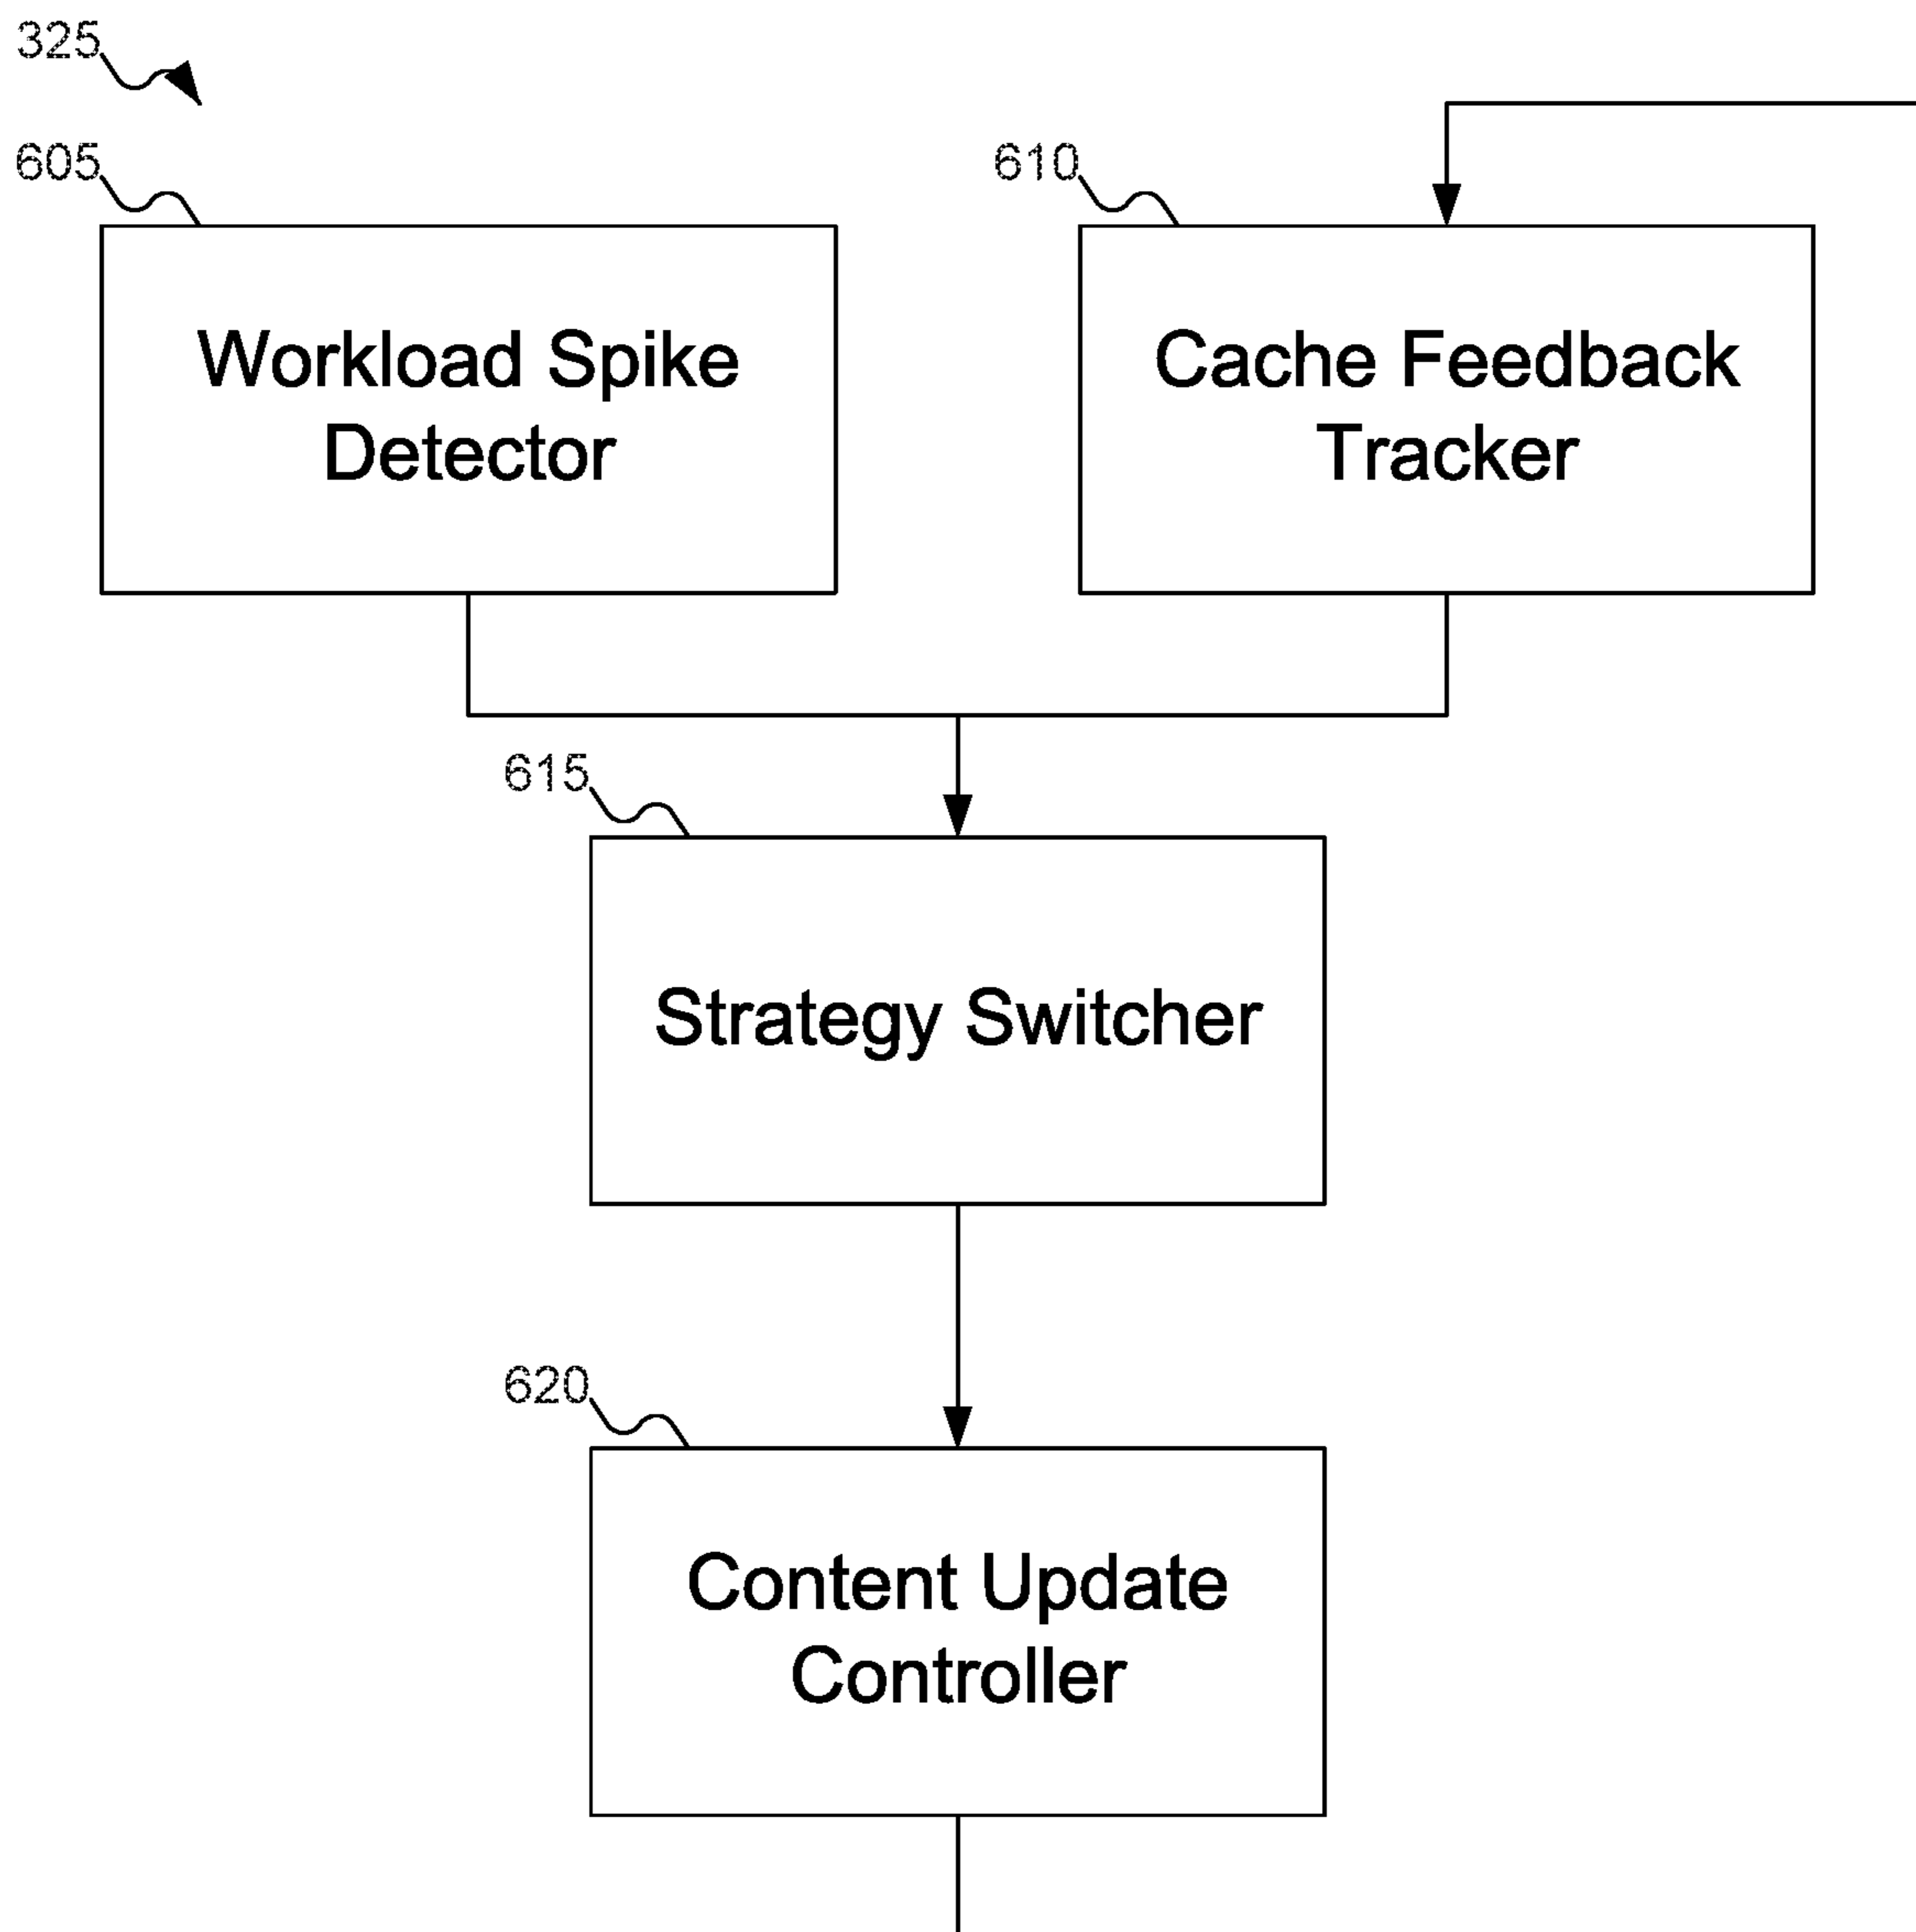 325
605
610
Workload Spike
Detector
Cache Feedback
Tracker
615
Strategy Switcher
620
Content Update
Controller